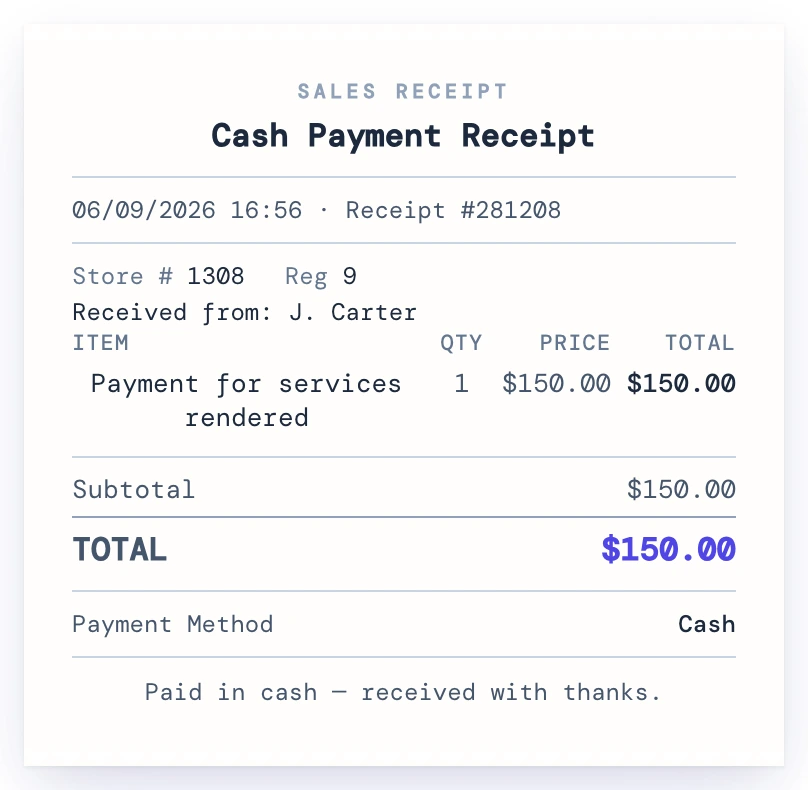 SALES RECEIPT
Cash Payment Receipt
06/09/2026 16:56 · Receipt #281208
Store # 1308 Reg 9
Received from: J. Carter
ITEM QTY PRICE TOTAL
Payment for services 1 $150.00 $150.00
rendered
Subtotal $150.00
TOTAL $150.00
Payment Method Cash
Paid in cash — received with thanks.